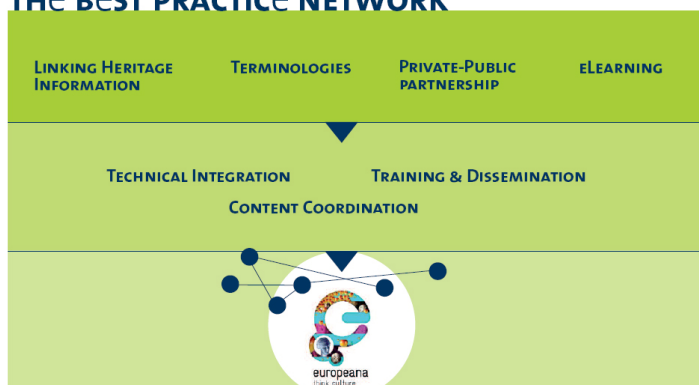 THe BeST PRACTICe NETWORK
LINKING HERITAGE INFORMATION
TERMINOLOGIES
PRIVATE-PUBLIC PARTNERSHIP
eLEARNING
TECHNICAL INTEGRATION
TRAINING & DISSEMINATION
CONTENT COORDINATION
europeana
think culture